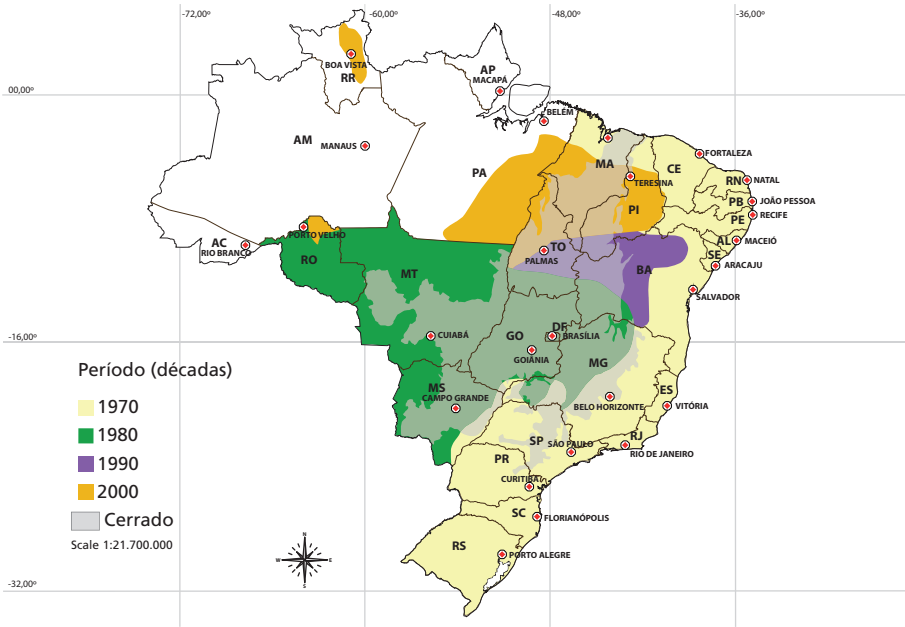 -72,00º
-60,00º
-48,00º
-36,00º
BOA VISTA
RR
AP
MACAPÁ
00,00º
BELÉM
AM
MANAUS
PA
MA
CE
FORTALEZA
TERESINA
RN
NATAL
PI
PB
JOÃO PESSOA
PE
RECIFE
PORTO VELHO
AC
RIO BRANCO
RO
MT
TO
PALMAS
BA
AL
MACEIÓ
SE
ARACAJU
SALVADOR
-16,00º
CUIABÁ
GO
GOIÂNIA
DF
BRASÍLIA
MG
Período (décadas)
1970
1980
1990
2000
Cerrado
Scale 1:21.700.000
MS
CAMPO GRANDE
BELO HORIZONTE
ES
VITÓRIA
SP
SÃO PAULO
RJ
RIO DE JANEIRO
PR
CURITIBA
SC
FLORIANÓPOLIS
RS
PORTO ALEGRE
N
W
E
S
-32,00º